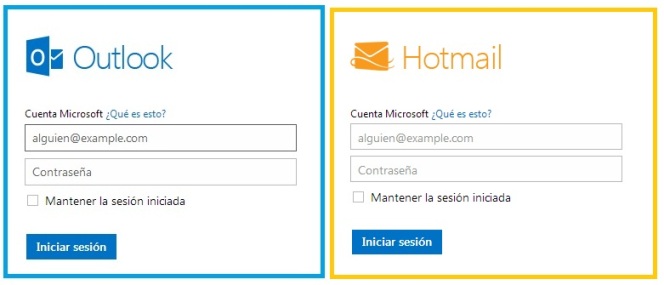 Outlook
Cuenta Microsoft ¿Qué es esto?
alguien@example.com
Contraseña
Mantener la sesión iniciada
Iniciar sesión
Hotmail
Cuenta Microsoft ¿Qué es esto?
alguien@example.com
Contraseña
Mantener la sesión iniciada
Iniciar sesión